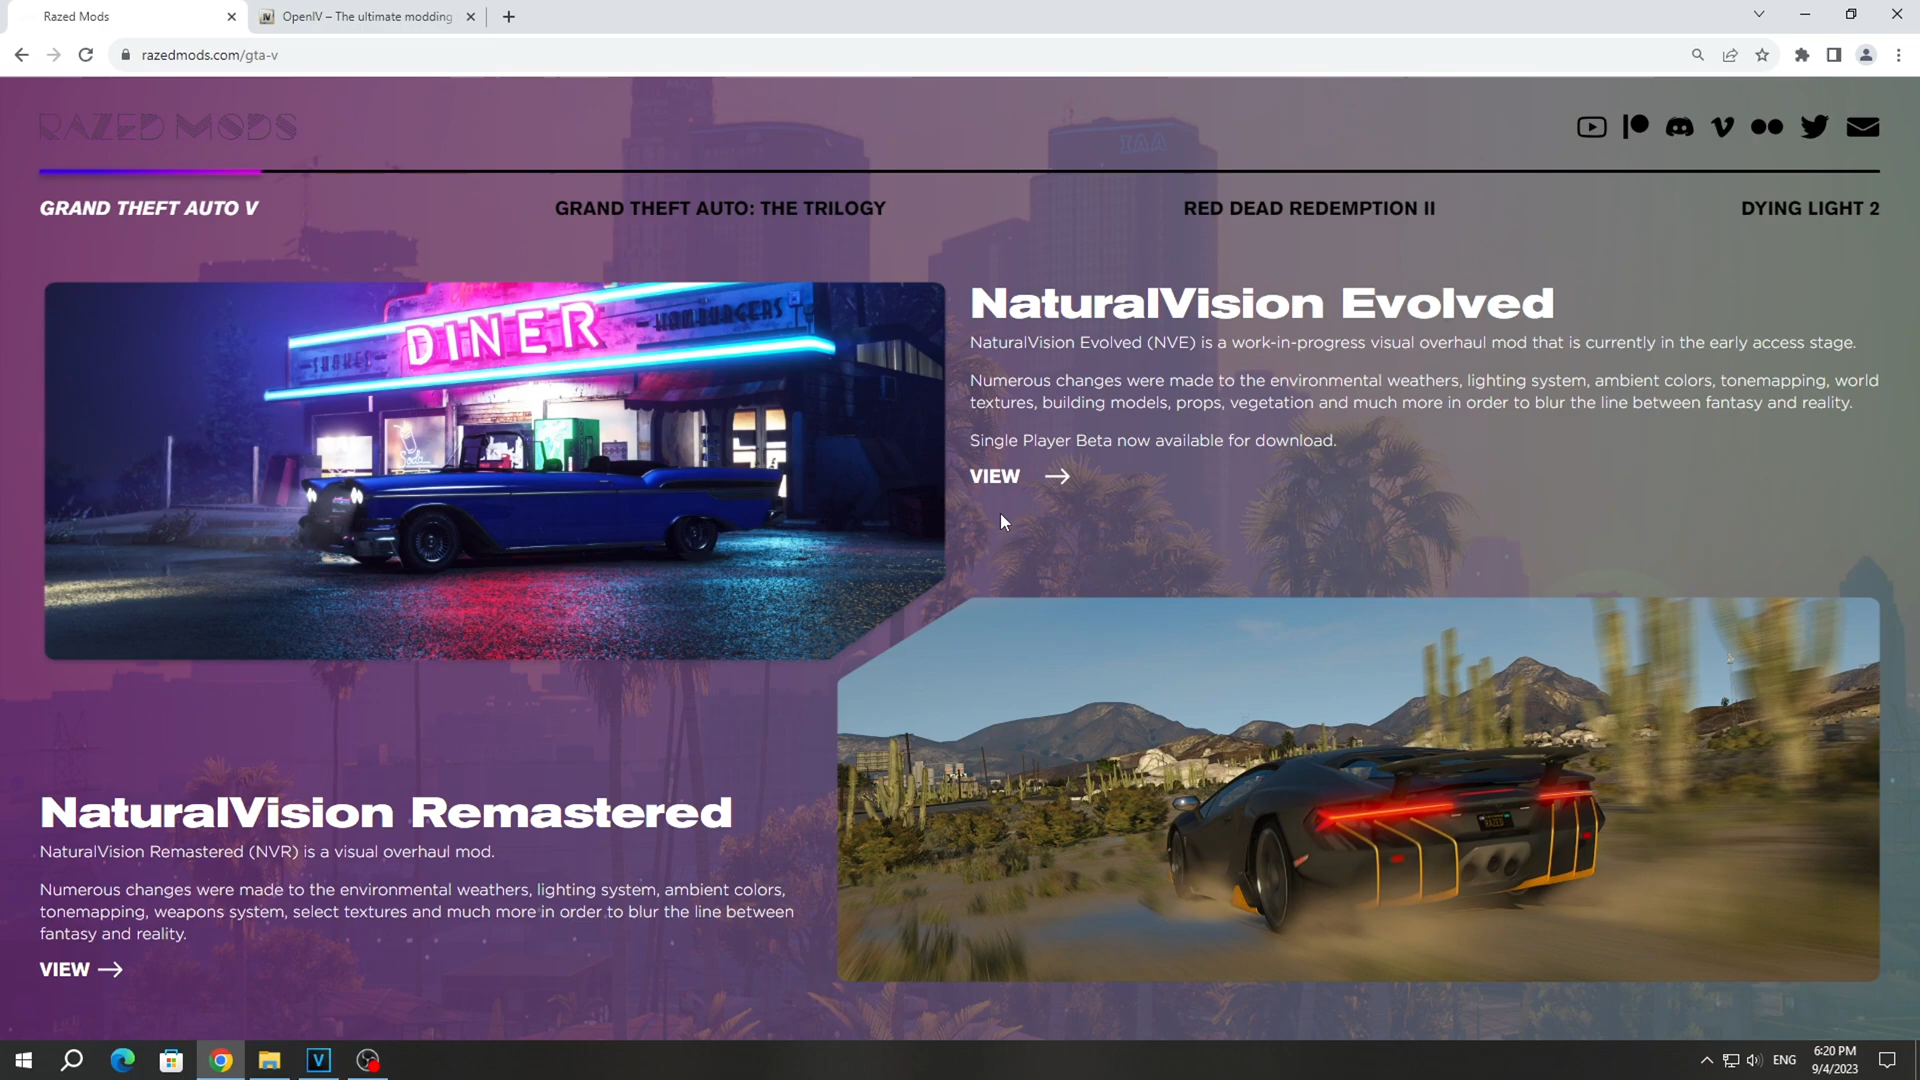 Razed Mods
OpenIV – The ultimate modding
razedmods.com/gta-v
RAZED MODS
IAA
GRAND THEFT AUTO V
GRAND THEFT AUTO: THE TRILOGY
RED DEAD REDEMPTION II
DYING LIGHT 2
DINER
HAMBURGERS
SHAKES
Soda
NaturalVision Evolved
NaturalVision Evolved (NVE) is a work-in-progress visual overhaul mod that is currently in the early access stage.
Numerous changes were made to the environmental weathers, lighting system, ambient colors, tonemapping, world
textures, building models, props, vegetation and much more in order to blur the line between fantasy and reality.
Single Player Beta now available for download.
VIEW
NaturalVision Remastered
NaturalVision Remastered (NVR) is a visual overhaul mod.
Numerous changes were made to the environmental weathers, lighting system, ambient colors,
tonemapping, weapons system, select textures and much more in order to blur the line between
fantasy and reality.
VIEW
ENG
6:20 PM
9/4/2023